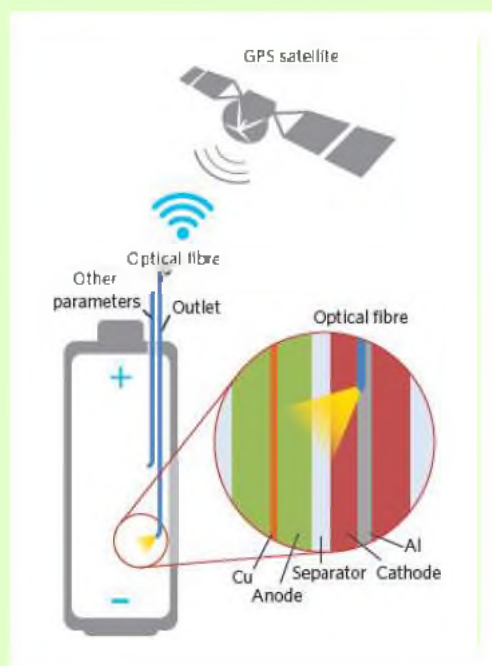 GPS satellite
Optical fibre
Other
parameters
Outlet
Optical fibre
+
−
Cu
Anode
Separator
Cathode
Al